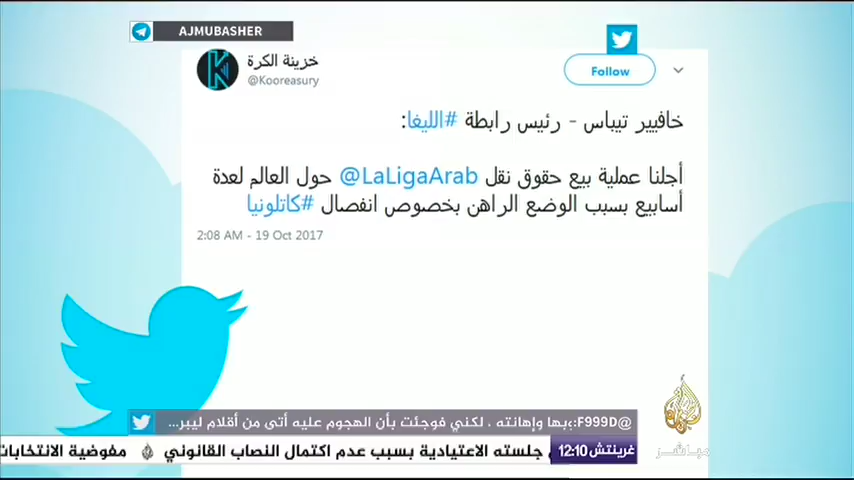 AJMUBASHER
خزينة الكرة
@Kooreasury
Follow
خافيير تيباس - رئيس رابطة #الليغا:
أجلنا عملية بيع حقوق نقل @LaLigaArab حول العالم لعدة
أسابيع بسبب الوضع الراهن بخصوص انفصال #كاتلونيا
2:08 AM - 19 Oct 2017
@F999D: بها وإهانته ، لكني فوجئت بأن الهجوم عليه أتى من أقلام ليبر...
مباشر
غرينتش 12:10
جلسته الاعتيادية بسبب عدم اكتمال النصاب القانوني
مفوضية الانتخابات